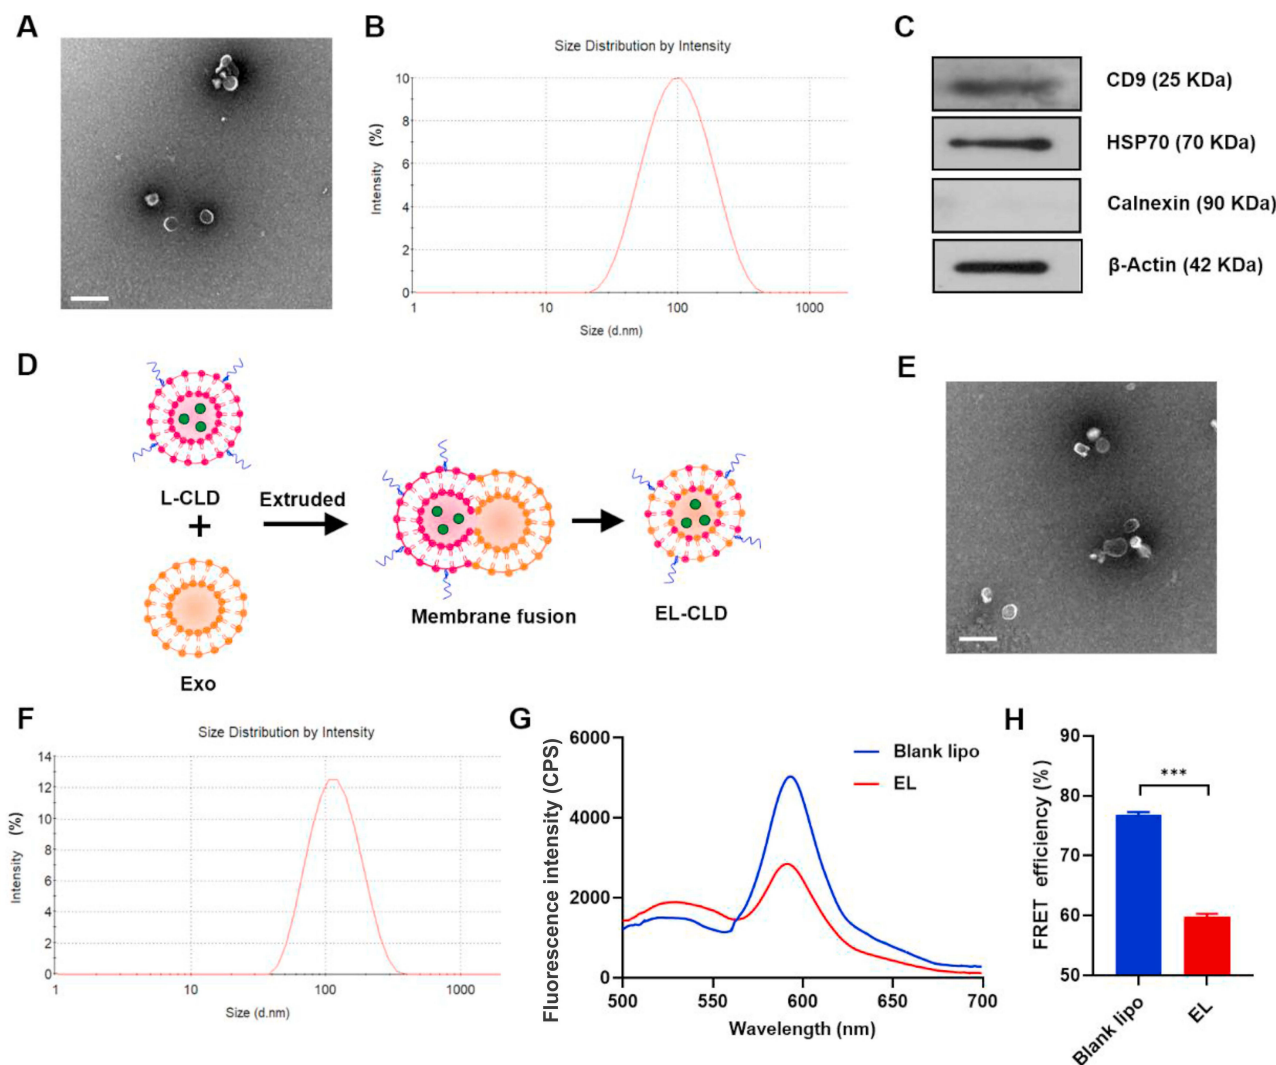 A
B
Size Distribution by Intensity
Intensity (%)
10
8
6
4
2
0
1
10
100
1000
Size (d.nm)
C
CD9 (25 KDa)
HSP70 (70 KDa)
Calnexin (90 KDa)
β-Actin (42 KDa)
D
L-CLD
+
Exo
Extruded
Membrane fusion
EL-CLD
E
F
Size Distribution by Intensity
Intensity (%)
14
12
10
8
6
4
2
0
1
10
100
1000
Size (d.nm)
G
Fluorescence intensity (CPS)
6000
4000
2000
0
500
550
600
650
700
Wavelength (nm)
Blank lipo
EL
H
FRET efficiency (%)
90
80
70
60
50
***
Blank lipo
EL